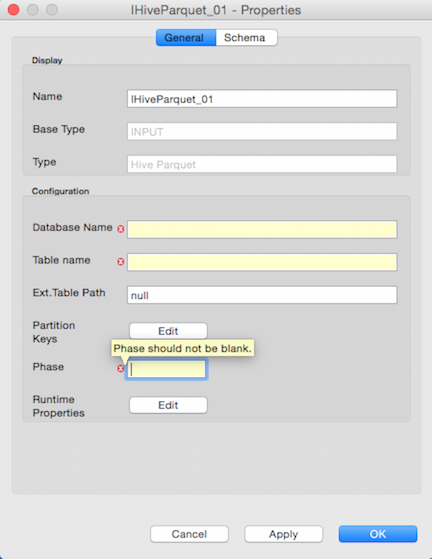 IHiveParquet_01 - Properties
General Schema
Display
Name IHiveParquet_01
Base Type INPUT
Type Hive Parquet
Configuration
Database Name
Table name
Ext.Table Path null
Partition
Keys
Edit
Phase should not be blank.
Phase
Runtime
Properties
Edit
Cancel Apply OK